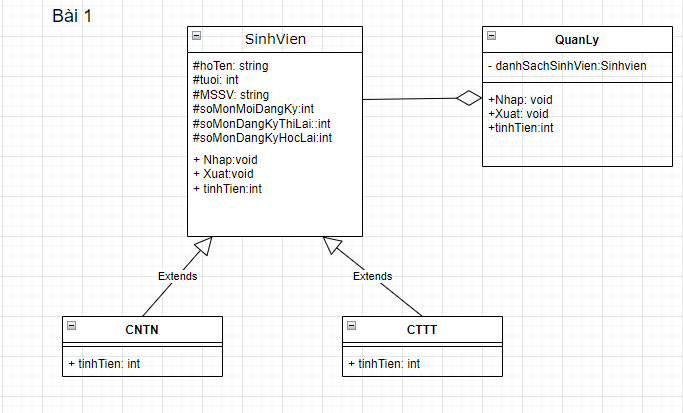 Bài 1
SinhVien
#hoTen: string
#tuoi: int
#MSSV: string
#soMonMoiDangKy:int
#soMonDangKyThiLai::int
#soMonDangKyHocLai:int
+ Nhap:void
+ Xuat:void
+ tinhTien:int
QuanLy
- danhSachSinhVien:Sinhvien
+Nhap: void
+Xuat: void
+tinhTien:int
Extends
Extends
CNTN
+ tinhTien: int
CTTT
+ tinhTien: int